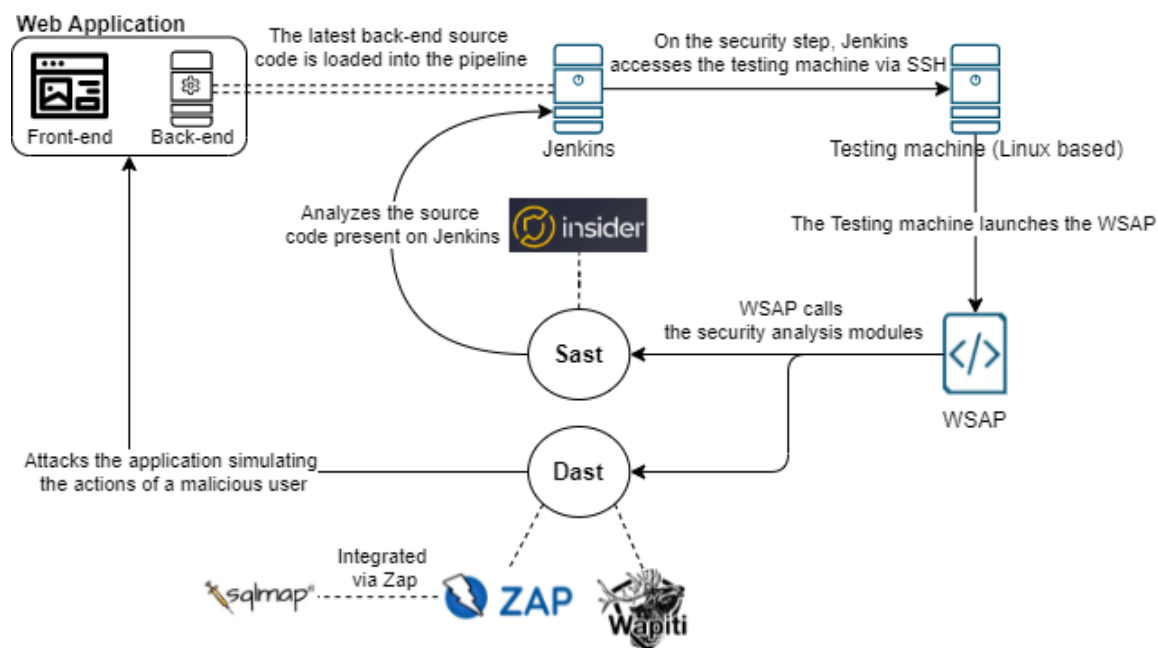 Web Application
The latest back-end source
code is loaded into the pipeline
On the security step, Jenkins
accesses the testing machine via SSH
Front-end
Back-end
Jenkins
Testing machine (Linux based)
Analyzes the source
code present on Jenkins
insider
The Testing machine launches the WSAP
WSAP calls
the security analysis modules
Sast
WSAP
Attacks the application simulating
the actions of a malicious user
Dast
Integrated
via Zap
sqlmap
ZAP
Wapiti